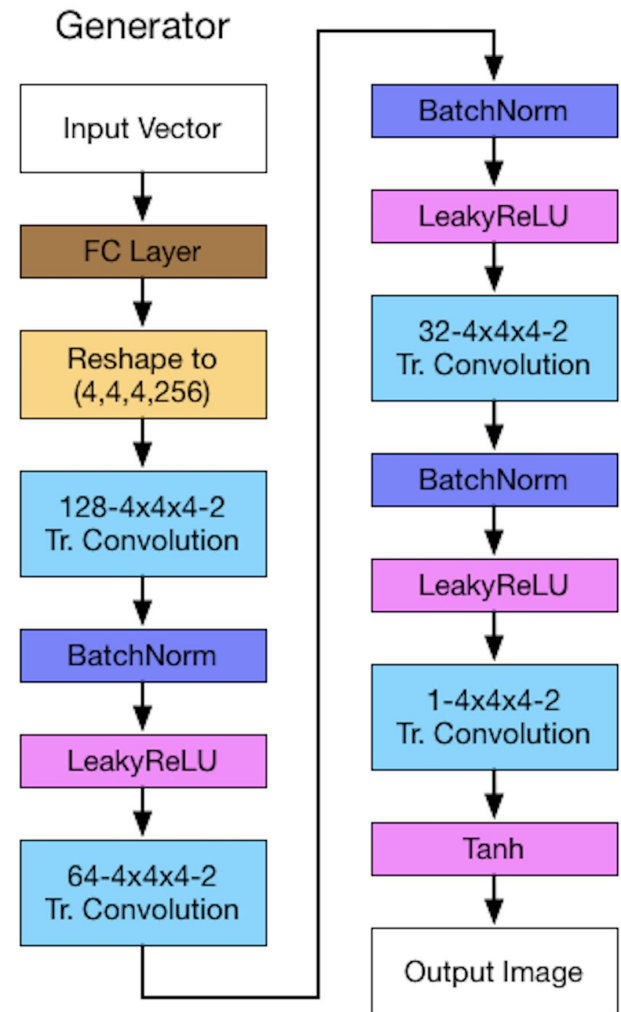 Generator
Input Vector
FC Layer
Reshape to
(4,4,4,256)
128-4x4x4-2
Tr. Convolution
BatchNorm
LeakyReLU
64-4x4x4-2
Tr. Convolution
BatchNorm
LeakyReLU
32-4x4x4-2
Tr. Convolution
BatchNorm
LeakyReLU
1-4x4x4-2
Tr. Convolution
Tanh
Output Image